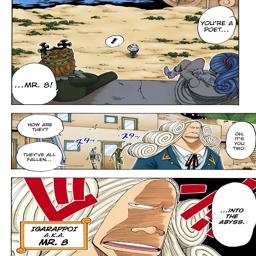 YOU'RE A
POET...
!
...MR. 8!
OH,
IT'S
YOU
TWO.
HOW ARE
THEY?
THEY'VE
ALL
FALLEN...
...INTO
THE
ABYSS.
IGARAPPOI
A.K.A.
MR. 8